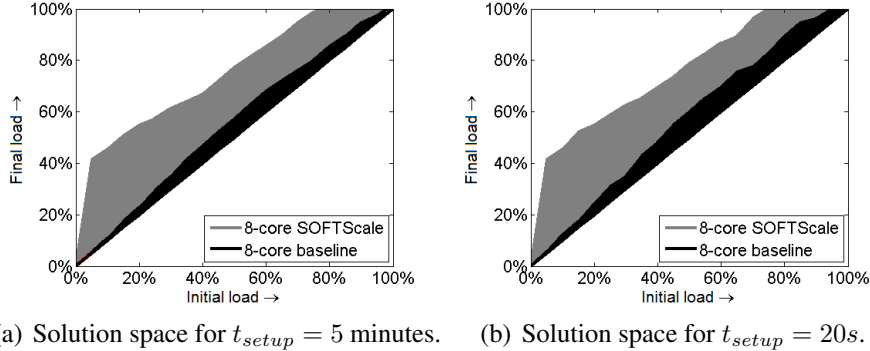 100%
80%
60%
40%
20%
0%
Final load →
0%
20%
40%
60%
80%
100%
Initial load →
8-core SOFTScale
8-core baseline
a) Solution space for t_setup = 5 minutes.
100%
80%
60%
40%
20%
0%
Final load →
0%
20%
40%
60%
80%
100%
Initial load →
8-core SOFTScale
8-core baseline
(b) Solution space for t_setup = 20s.